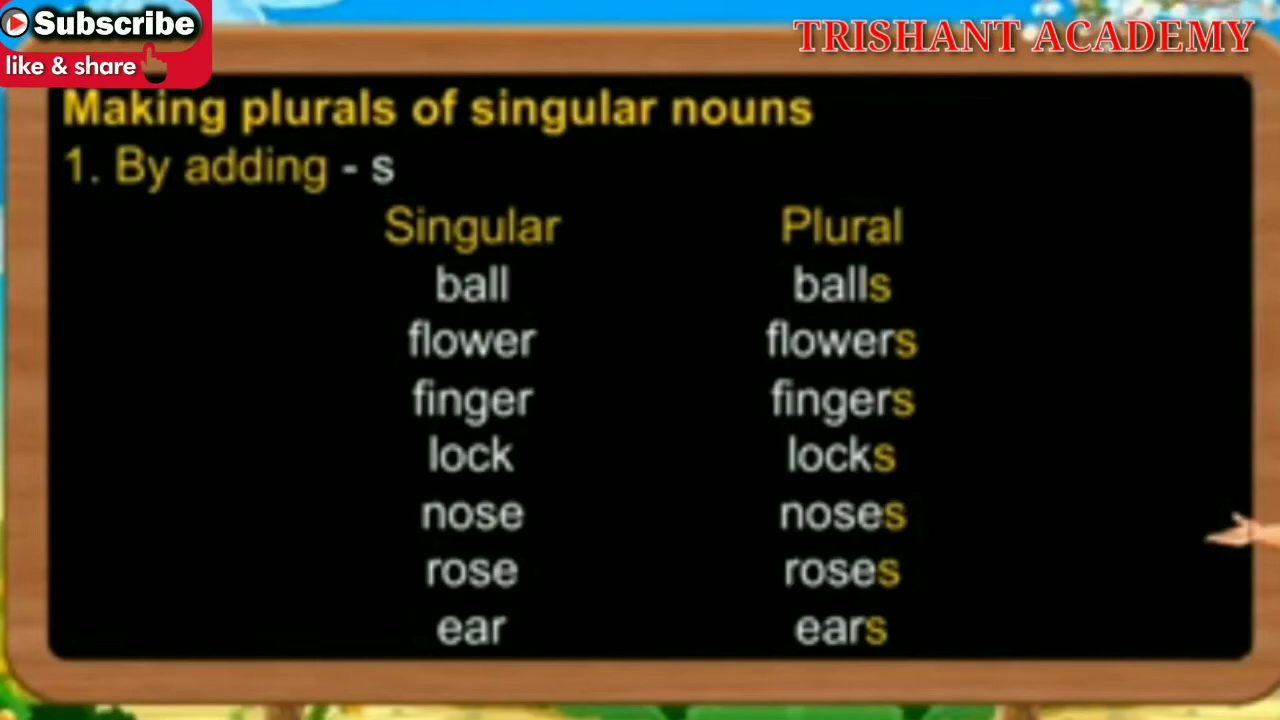 Subscribe
like & share
TRISHANT ACADEMY
Making plurals of singular nouns
1. By adding - s
Singular Plural
ball balls
flower flowers
finger fingers
lock locks
nose noses
rose roses
ear ears